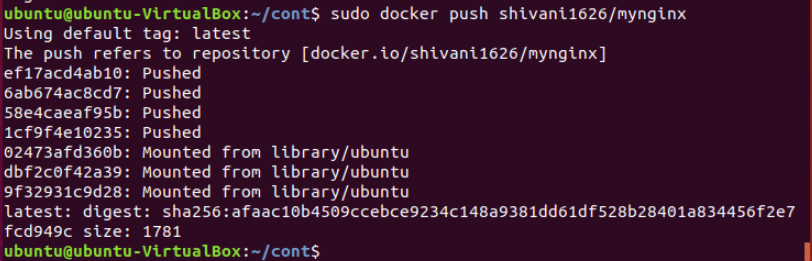 ubuntu@ubuntu-VirtualBox:~/cont$ sudo docker push shivani1626/mynginx
Using default tag: latest
The push refers to repository [docker.io/shivani1626/mynginx]
ef17acd4ab10: Pushed
6ab674ac8cd7: Pushed
58e4caeaf95b: Pushed
1cf9f4e10235: Pushed
02473afd360b: Mounted from library/ubuntu
dbf2c0f42a39: Mounted from library/ubuntu
9f32931c9d28: Mounted from library/ubuntu
latest: digest: sha256:afaac10b4509ccebce9234c148a9381dd61df528b28401a834456f2e7
fcd949c size: 1781
ubuntu@ubuntu-VirtualBox:~/cont$